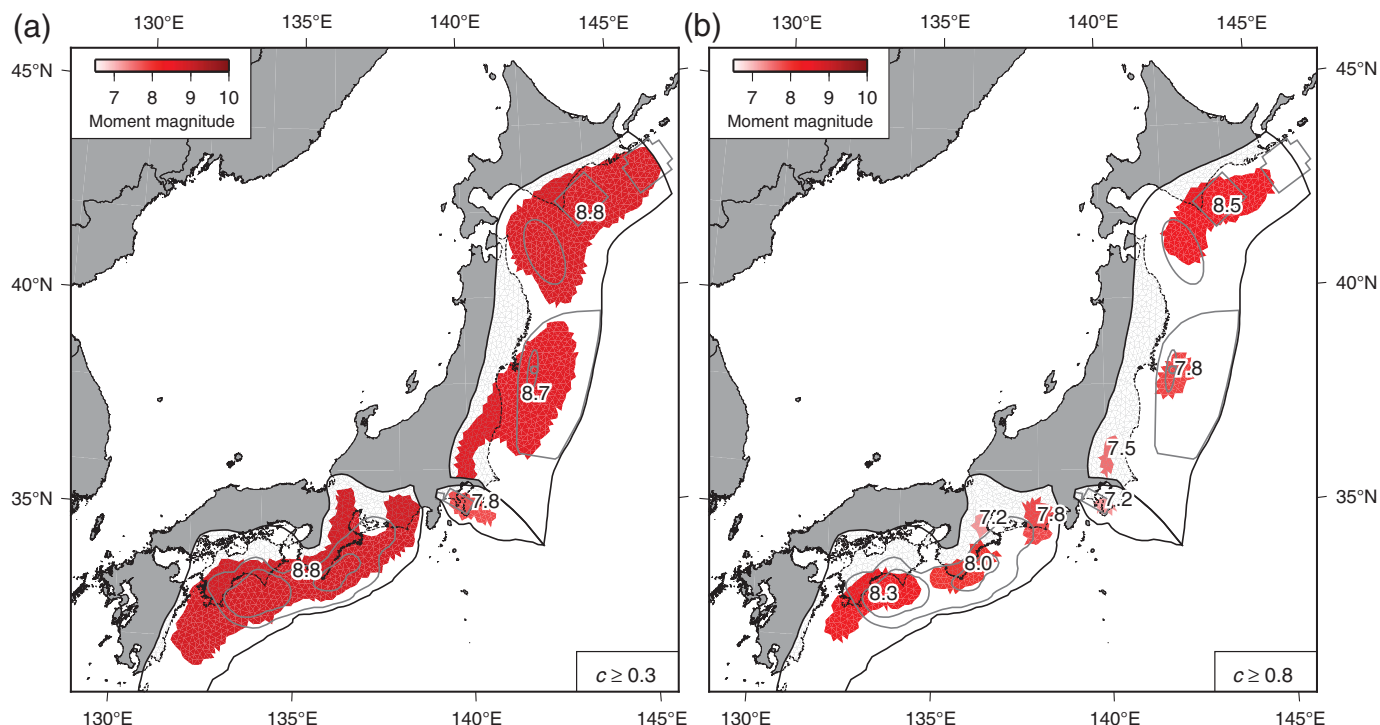 (a)
130°E 135°E 140°E 145°E
45°N
7 8 9 10
Moment magnitude
8.8
40°N
8.7
35°N
7.8
8.8
c ≥ 0.3
130°E 135°E 140°E 145°E
(b)
130°E 135°E 140°E 145°E
45°N
7 8 9 10
Moment magnitude
8.5
40°N
7.8
7.5
35°N
7.2
7.2 7.8
8.0
8.3
c ≥ 0.8
130°E 135°E 140°E 145°E